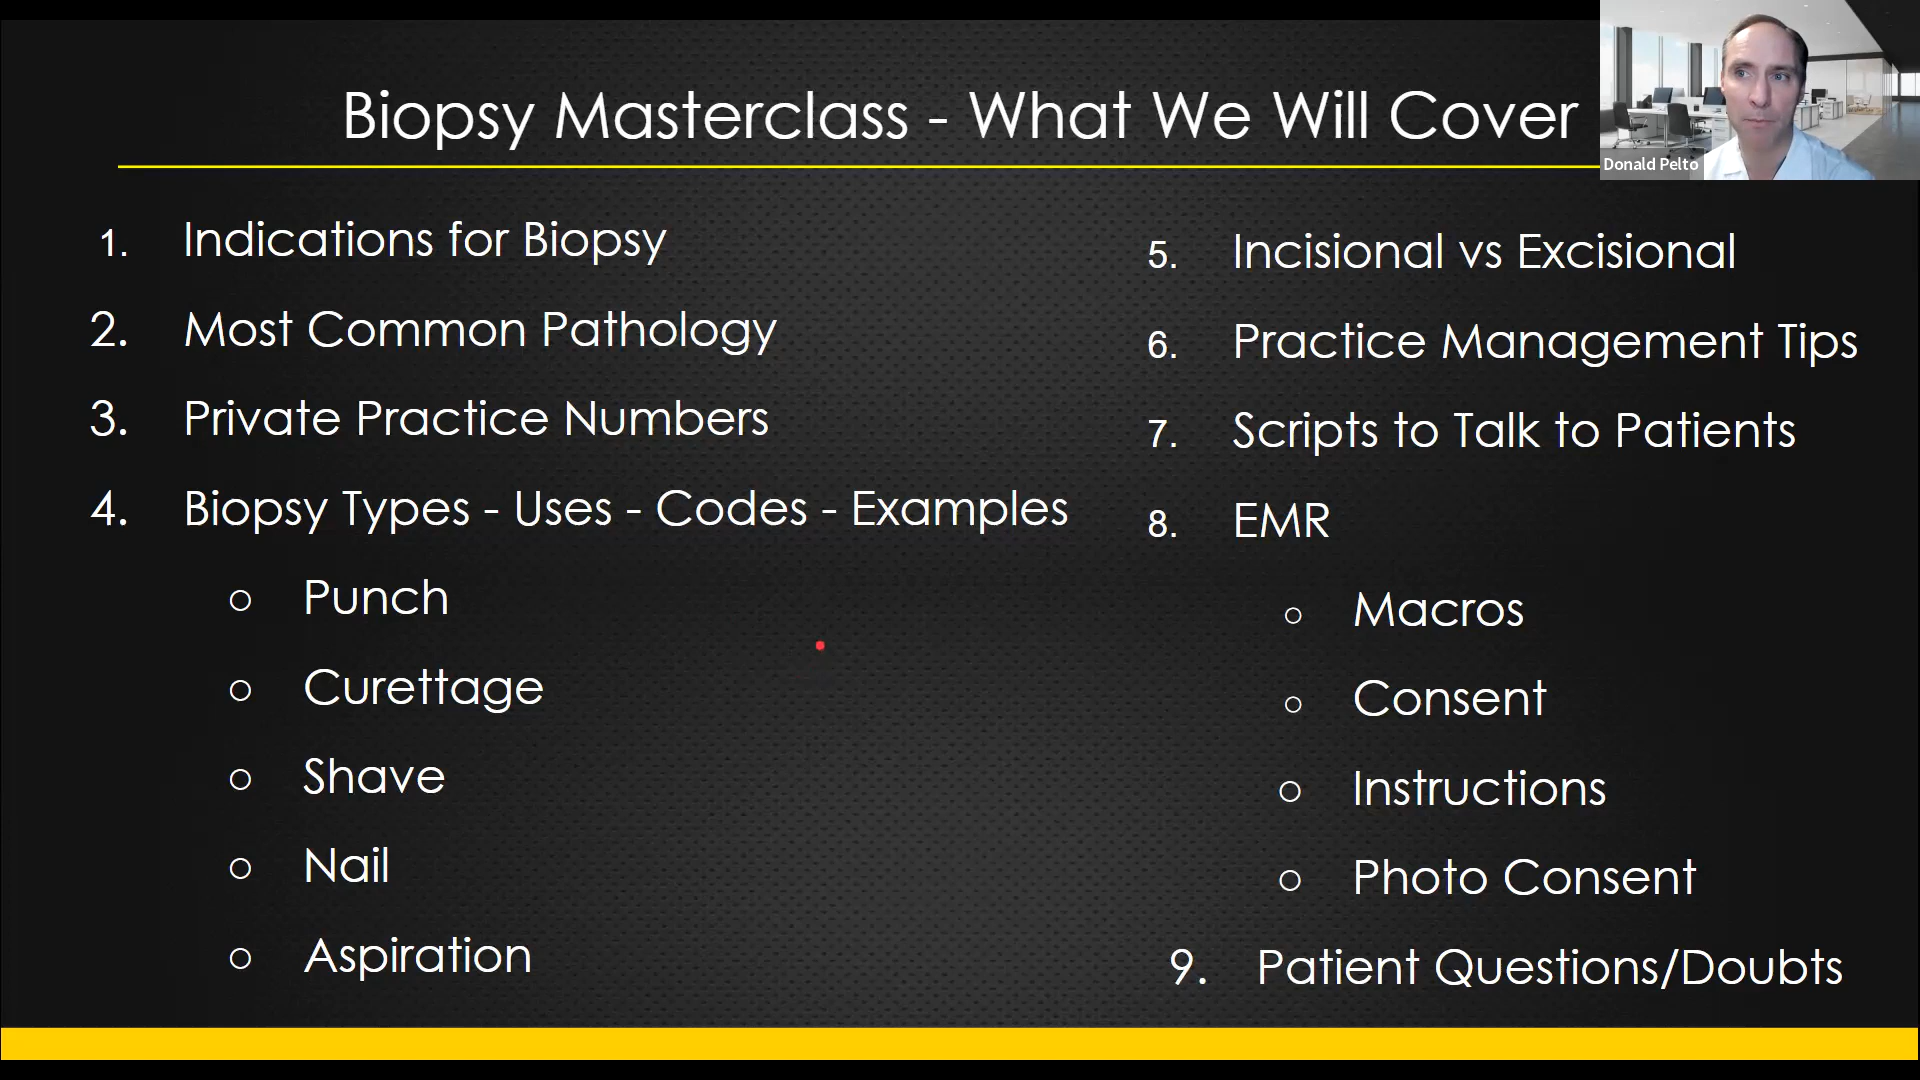 Biopsy Masterclass - What We Will Cover
Donald Pelto
1. Indications for Biopsy
2. Most Common Pathology
3. Private Practice Numbers
4. Biopsy Types - Uses - Codes - Examples
○ Punch
○ Curettage
○ Shave
○ Nail
○ Aspiration
5. Incisional vs Excisional
6. Practice Management Tips
7. Scripts to Talk to Patients
8. EMR
○ Macros
○ Consent
○ Instructions
○ Photo Consent
9. Patient Questions/Doubts